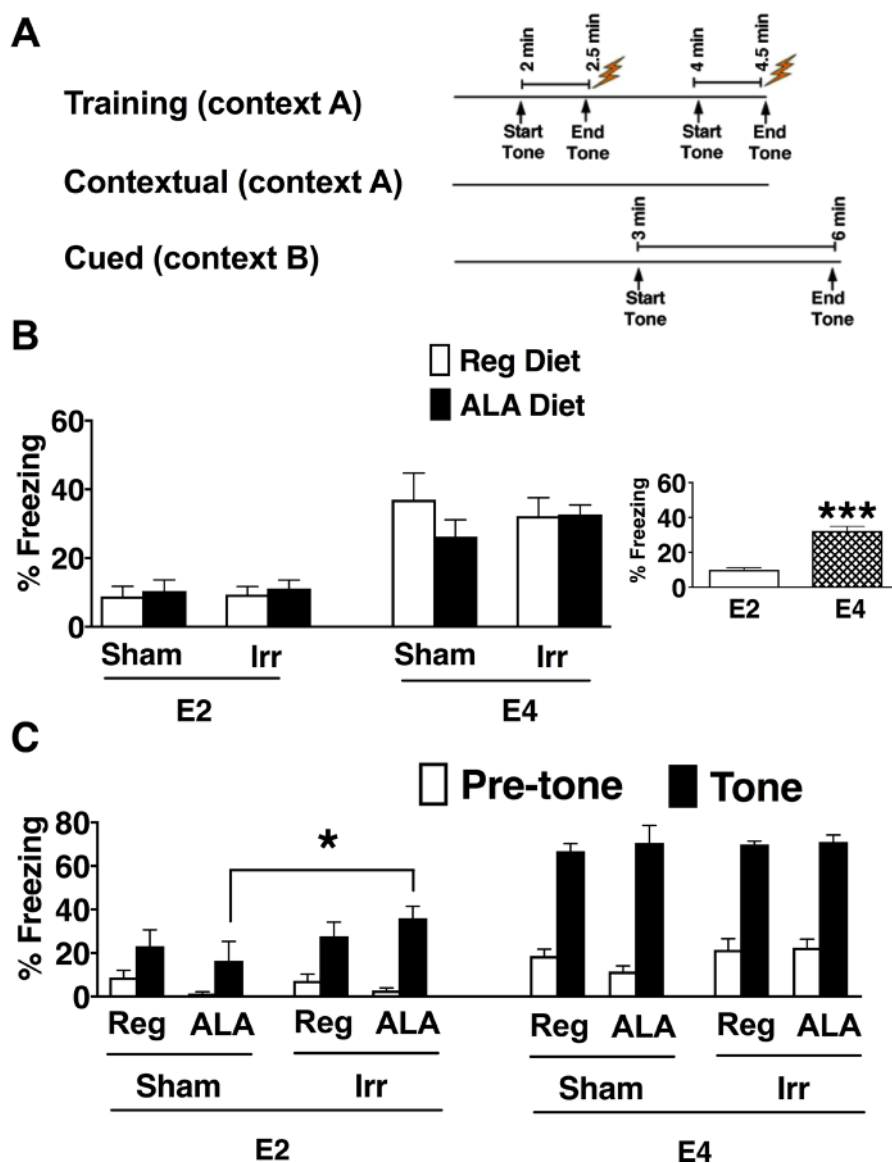 A
2 min
2.5 min
4 min
4.5 min
Training (context A)
Start
Tone
End
Tone
Start
Tone
End
Tone
Contextual (context A)
3 min
6 min
Cued (context B)
Start
Tone
End
Tone
B
Reg Diet
ALA Diet
% Freezing
60
40
20
0
Sham
Irr
Sham
Irr
E2
E4
% Freezing
60
40
20
0
***
E2
E4
C
Pre-tone
Tone
% Freezing
80
60
40
20
0
*
Reg
ALA
Reg
ALA
Reg
ALA
Reg
ALA
Sham
Irr
Sham
Irr
E2
E4